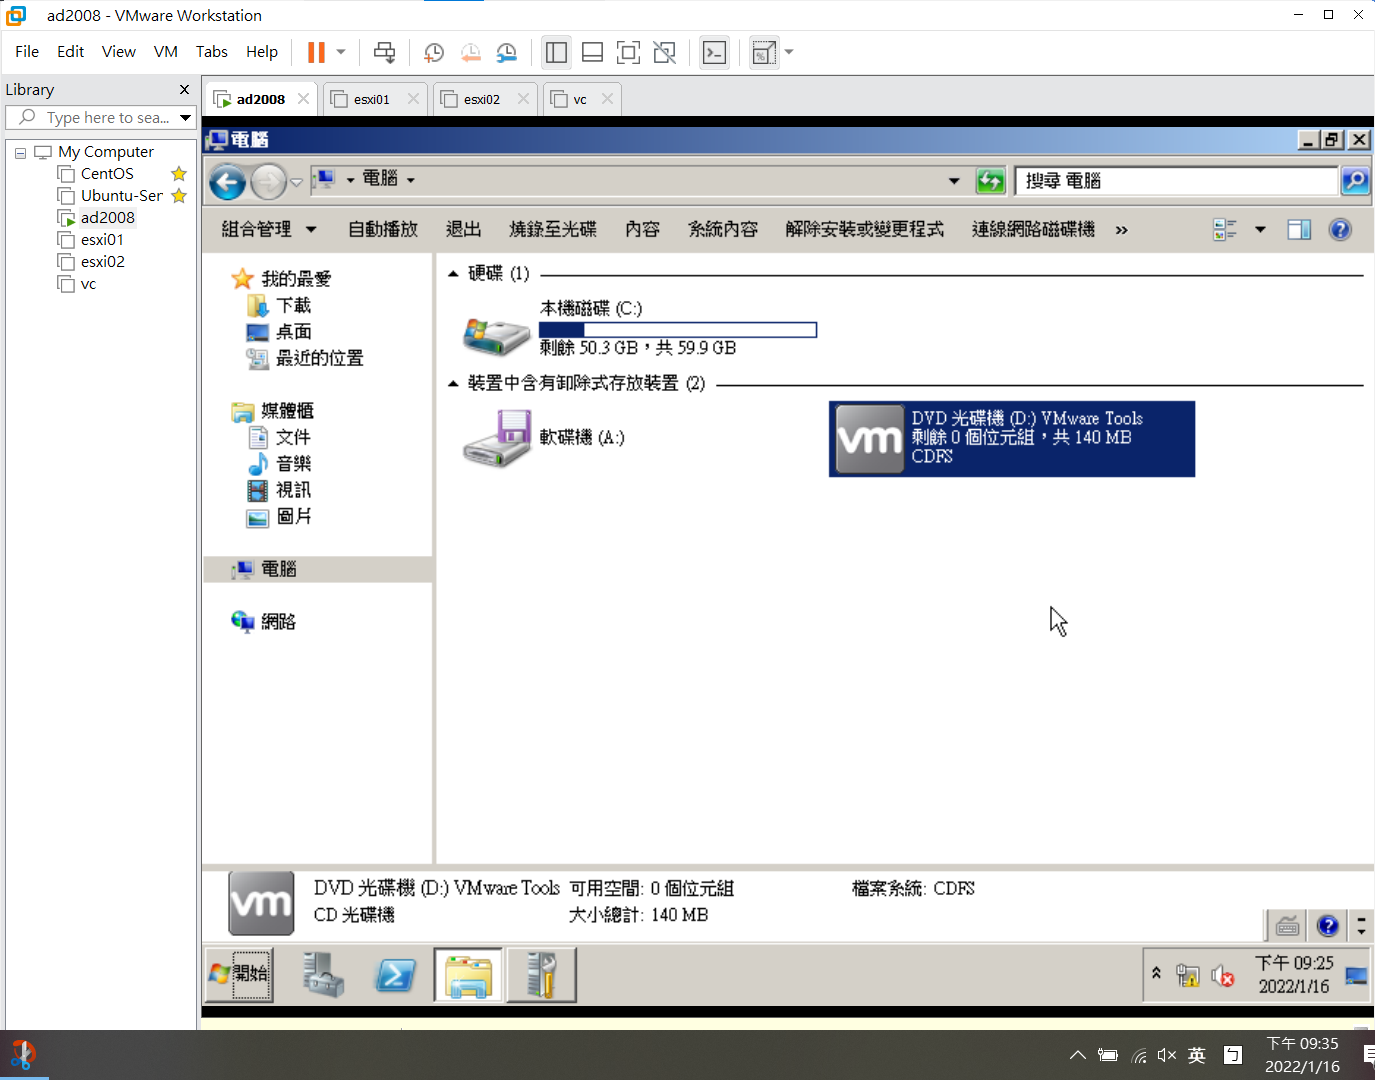 ad2008 - VMware Workstation
File Edit View VM Tabs Help
Library
Type here to sea...
My Computer
CentOS
Ubuntu-Ser
ad2008
esxi01
esxi02
vc
ad2008 esxi01 esxi02 vc
電腦
電腦
搜尋 電腦
組合管理 自動播放 退出 燒錄至光碟 內容 系統內容 解除安裝或變更程式 連線網路磁碟機 »
我的最愛
下載
桌面
最近的位置
媒體櫃
文件
音樂
視訊
圖片
電腦
網路
硬碟 (1)
本機磁碟 (C:)
剩餘 50.3 GB，共 59.9 GB
裝置中含有卸除式存放裝置 (2)
軟碟機 (A:)
vm
DVD 光碟機 (D:) VMware Tools
剩餘 0 個位元組，共 140 MB
CDFS
vm
DVD 光碟機 (D:) VMware Tools 可用空間: 0 個位元組 檔案系統: CDFS
CD 光碟機 大小總計: 140 MB
開始
下午 09:25
2022/1/16
英
下午 09:35
2022/1/16